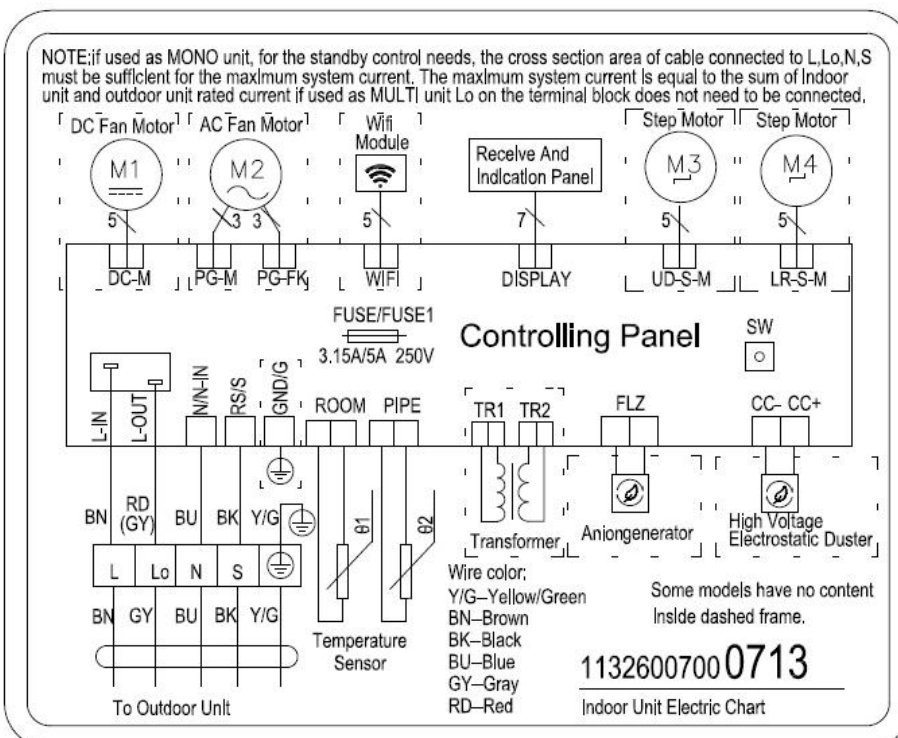 NOTE:if used as MONO unit, for the standby control needs, the cross section area of cable connected to L,Lo,N,S
must be sufficient for the maximum system current. The maximum system current is equal to the sum of Indoor
unit and outdoor unit rated current if used as MULTI unit Lo on the terminal block does not need to be connected.
DC Fan Motor AC Fan Motor Wifi Module Step Motor Step Motor
Receive And
Indication Panel
M1 M2 M3 M4
5 3 3 5 7 5 5
DC-M PG-M PG-FK WIFI DISPLAY UD-S-M LR-S-M
FUSE/FUSE1
3.15A/5A 250V
Controlling Panel
SW
L-IN L-OUT N/N-IN RS/S GND/G
ROOM PIPE TR1 TR2 FLZ CC- CC+
BN RD (GY) BU BK Y/G
θ1 θ2
Transformer
Aniongenerator
High Voltage
Electrostatic Duster
L Lo N S
BN GY BU BK Y/G
Temperature
Sensor
To Outdoor Unit
Wire color:
Y/G–Yellow/Green
BN–Brown
BK–Black
BU–Blue
GY–Gray
RD–Red
Some models have no content
Inside dashed frame.
1132600700 0713
Indoor Unit Electric Chart